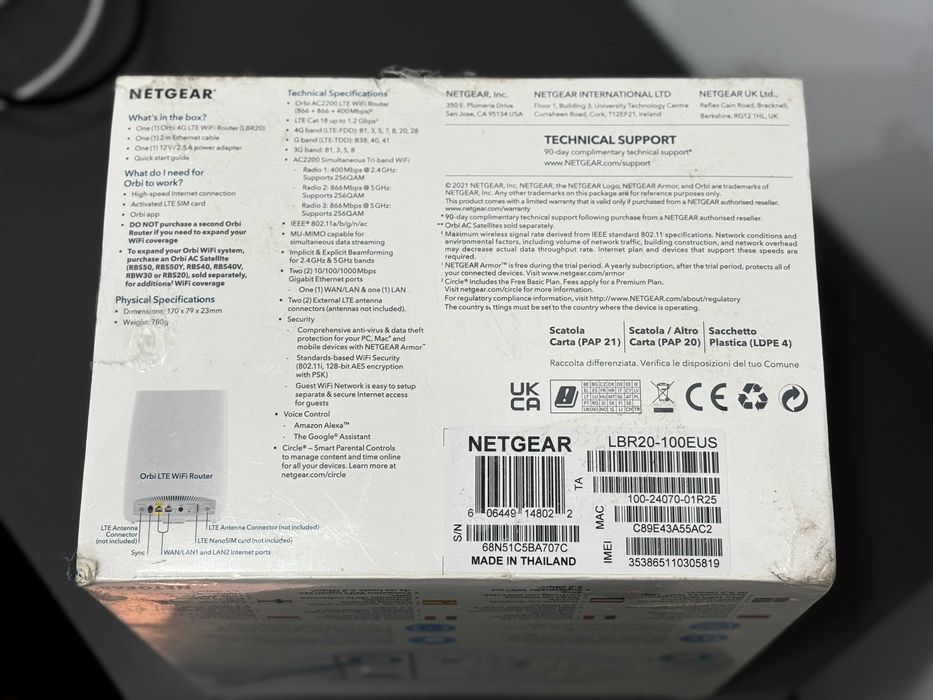 NETGEAR®
What's in the box?
• One (1) Orbi 4G LTE WiFi Router (LBR20)
• One (1) 2m Ethernet cable
• One (1) 12V/2.5A power adapter
• Quick start guide
What do I need for
Orbi to work?
• High-speed Internet connection
• Activated LTE SIM card
• Orbi app
• DO NOT purchase a second Orbi
Router if you need to expand your
WiFi coverage
• To expand your Orbi WiFi system,
purchase an Orbi AC Satellite
(RBS50, RBS50Y, RBS40, RBS40V,
RBW30 or RBS20), sold separately,
for additional¹ WiFi coverage
Physical Specifications
• Dimensions: 170 x 79 x 23mm
• Weight: 780g
Orbi LTE WiFi Router
LTE Antenna
Connector
(not included)
Sync
WAN/LAN1 and LAN2 Internet ports
LTE Antenna Connector (not included)
LTE NanoSIM card (not included)
Technical Specifications
• Orbi AC2200 LTE WiFi Router
(866 + 866 + 400Mbps)†
• LTE Cat 18 up to 1.2 Gbps†
• 4G band (LTE-FDD): B1, 3, 5, 7, 8, 20, 28
• G band (LTE-TDD): B38, 40, 41
• 3G band: B1, 3, 5, 8
• AC2200 Simultaneous Tri-band WiFi
- Radio 1: 400Mbps @ 2.4GHz:
Supports 256QAM
- Radio 2: 866Mbps @ 5GHz:
Supports 256QAM
- Radio 3: 866Mbps @ 5GHz:
Supports 256QAM
• IEEE® 802.11a/b/g/n/ac
• MU-MIMO capable for
simultaneous data streaming
• Implicit & Explicit Beamforming
for 2.4GHz & 5GHz bands
• Two (2) 10/100/1000Mbps
Gigabit Ethernet ports
- One (1) WAN/LAN & one (1) LAN
• Two (2) External LTE antenna
connectors (antennas not included).
• Security
- Comprehensive anti-virus & data theft
protection for your PC, Mac® and
mobile devices with NETGEAR Armor™
- Standards-based WiFi Security
(802.11i, 128-bit AES encryption
with PSK)
- Guest WiFi Network is easy to setup
separate & secure Internet access
for guests
• Voice Control
- Amazon Alexa™
- The Google® Assistant
• Circle® – Smart Parental Controls
to manage content and time online
for all your devices. Learn more at
netgear.com/circle
NETGEAR, Inc.
350 E. Plumeria Drive
San Jose, CA 95134 USA
NETGEAR INTERNATIONAL LTD
Floor 1, Building 3, University Technology Centre
Curraheen Road, Cork, T12EF21, Ireland
NETGEAR UK Ltd.,
Reflex Cain Road, Bracknell,
Berkshire, RG12 1HL, UK
TECHNICAL SUPPORT
90-day complimentary technical support*
www.NETGEAR.com/support
© 2021 NETGEAR, Inc. NETGEAR, the NETGEAR Logo, NETGEAR Armor, and Orbi are trademarks of
NETGEAR, Inc. Any other trademarks on this package are for reference purposes only.
This product comes with a limited warranty that is valid only if purchased from a NETGEAR authorised reseller.
www.netgear.com/warranty
* 90-day complimentary technical support following purchase from a NETGEAR authorised reseller.
** Orbi AC Satellites sold separately.
† Maximum wireless signal rate derived from IEEE standard 802.11 specifications. Network conditions and
environmental factors, including volume of network traffic, building construction, and network overhead
may decrease actual data throughput rate. Internet plan and devices that support these speeds are
required.
¹ NETGEAR Armor™ is free during the trial period. A yearly subscription, after the trial period, protects all of
your connected devices. Visit www.netgear.com/armor
² Circle® includes the Free Basic Plan. Fees apply for a Premium Plan.
Visit netgear.com/circle for more information.
For regulatory compliance information, visit http://www.NETGEAR.com/about/regulatory
The country settings must be set to the country where the device is operating.
Scatola
Carta (PAP 21)
Scatola / Altro
Carta (PAP 20)
Sacchetto
Plastica (LDPE 4)
Raccolta differenziata. Verifica le disposizioni del tuo Comune
UK
CA
CE
NETGEAR
6 06449 14802 2
S/N
68N51C5BA707C
MADE IN THAILAND
LBR20-100EUS
TA
100-24070-01R25
MAC
C89E43A55AC2
IMEI
353865110305819